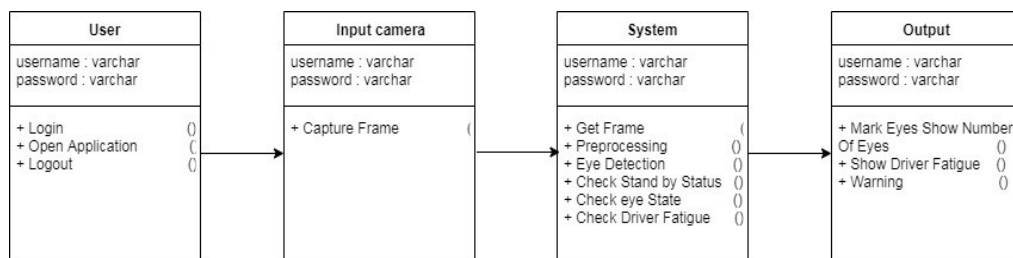 User
username : varchar
password : varchar
+ Login ()
+ Open Application (
+ Logout ()
Input camera
username : varchar
password : varchar
+ Capture Frame (
System
username : varchar
password : varchar
+ Get Frame (
+ Preprocessing ()
+ Eye Detection ()
+ Check Stand by Status ()
+ Check eye State ()
+ Check Driver Fatigue ()
Output
username : varchar
password : varchar
+ Mark Eyes Show Number
Of Eyes ()
+ Show Driver Fatigue ()
+ Warning ()